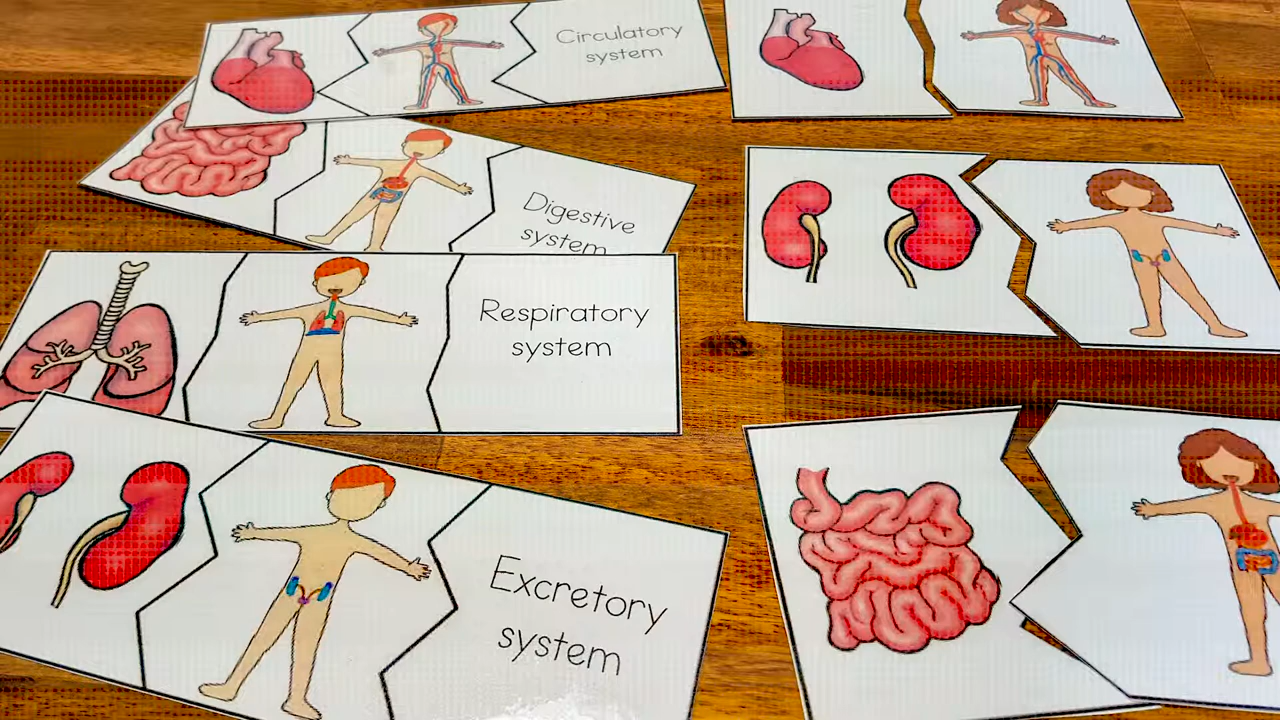 Circulatory
system
Digestive
system
Respiratory
system
Excretory
system